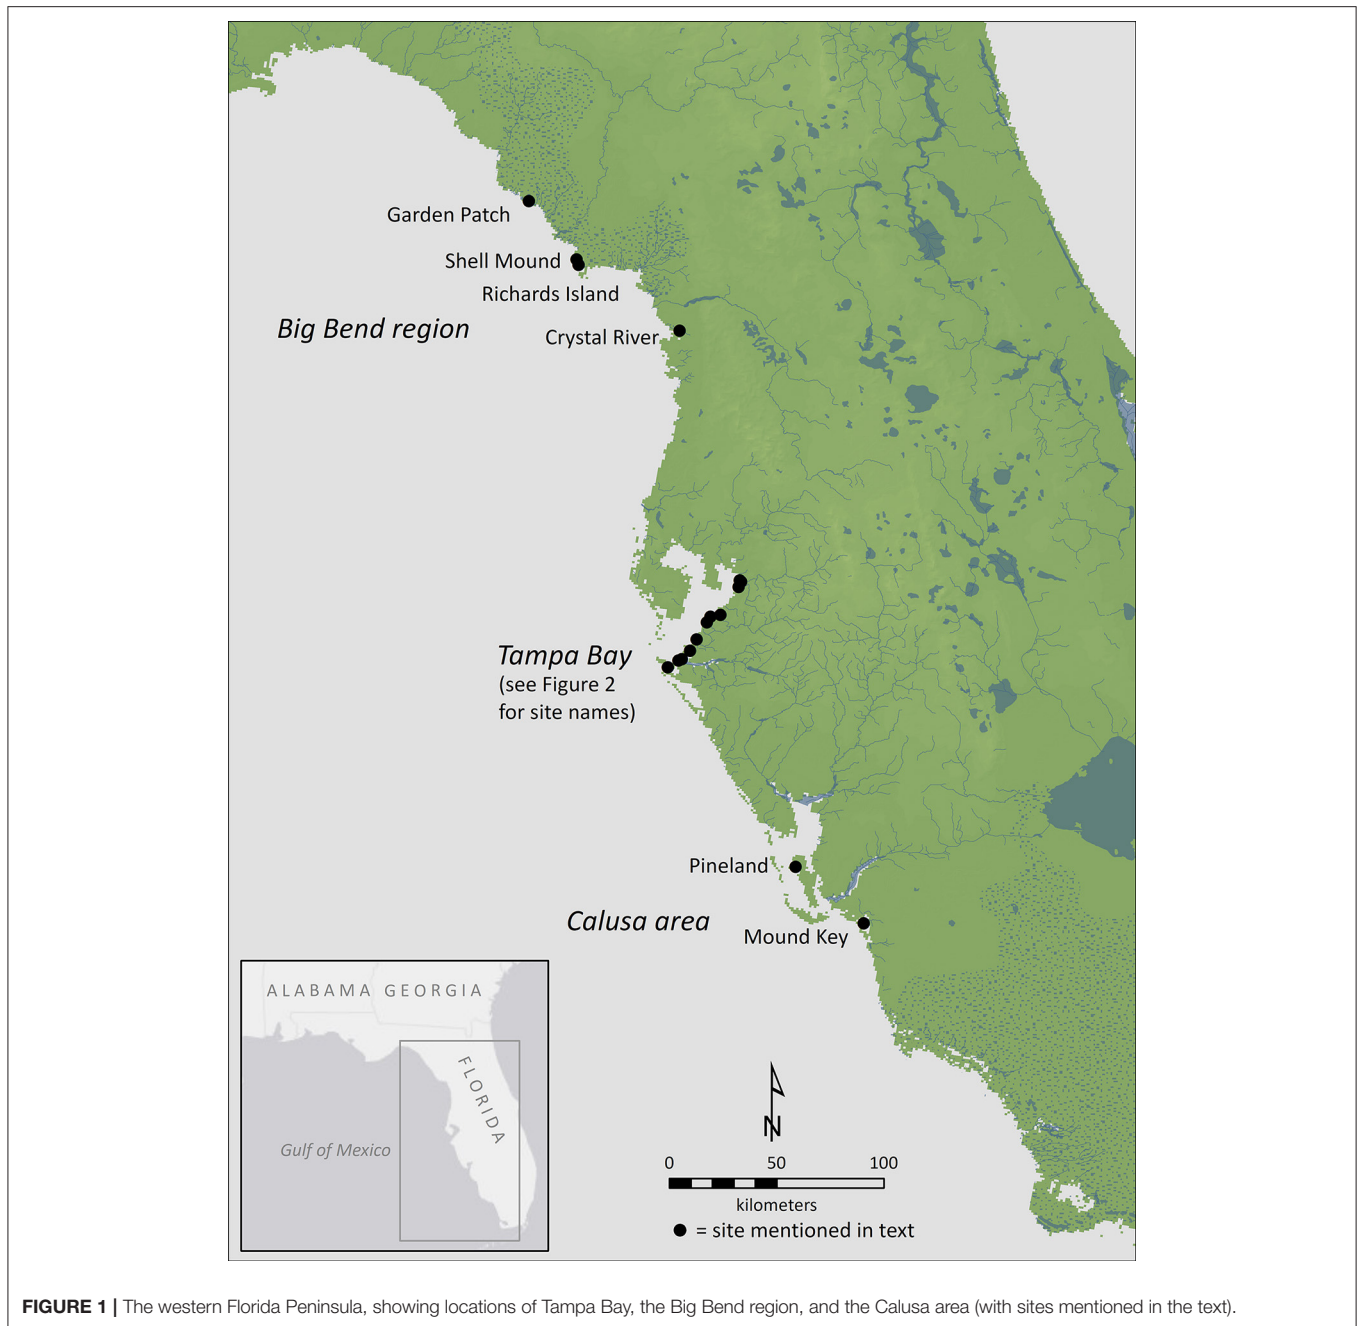 Garden Patch
Shell Mound
Richards Island
Big Bend region
Crystal River
Tampa Bay
(see Figure 2
for site names)
Pineland
Calusa area
Mound Key
ALABAMA GEORGIA
FLORIDA
Gulf of Mexico
N
0 50 100
kilometers
= site mentioned in text
FIGURE 1 | The western Florida Peninsula, showing locations of Tampa Bay, the Big Bend region, and the Calusa area (with sites mentioned in the text).